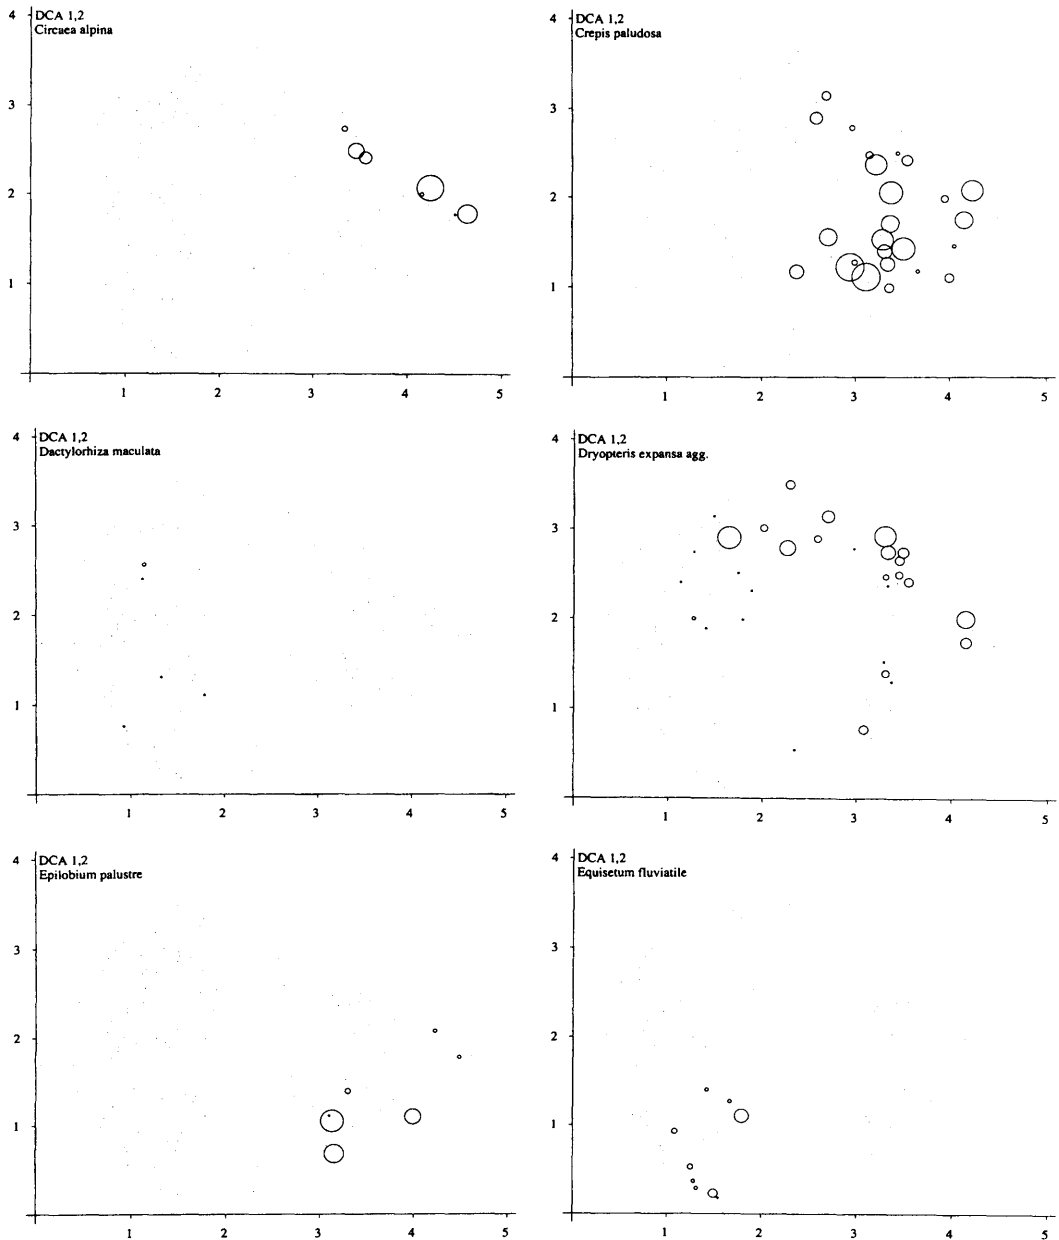 DCA 1,2
Circaea alpina
4
3
2
1
1 2 3 4 5
DCA 1,2
Crepis paludosa
4
3
2
1
1 2 3 4 5
DCA 1,2
Dactylorhiza maculata
4
3
2
1
1 2 3 4 5
DCA 1,2
Dryopteris expansa agg.
4
3
2
1
1 2 3 4 5
DCA 1,2
Epilobium palustre
4
3
2
1
1 2 3 4 5
DCA 1,2
Equisetum fluviatile
4
3
2
1
1 2 3 4 5